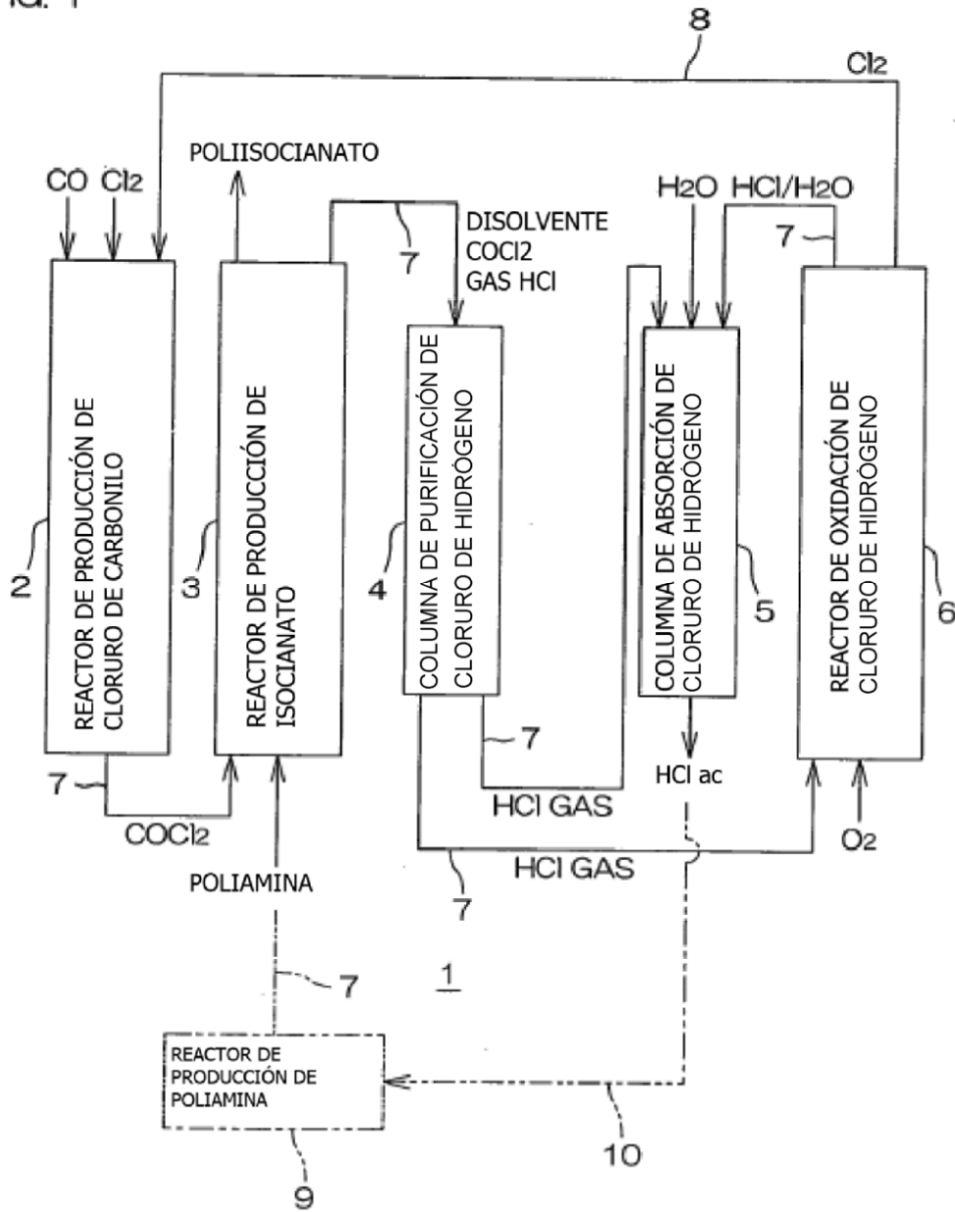 8
Cl2
POLIISOCIANATO
CO Cl2
H2O HCl/H2O
7
DISOLVENTE
COCl2
GAS HCl
7
REACTOR DE PRODUCCIÓN DE
CLORURO DE CARBONILO
2
REACTOR DE PRODUCCIÓN DE
ISOCIANATO
3
COLUMNA DE PURIFICACIÓN DE
CLORURO DE HIDRÓGENO
4
COLUMNA DE ABSORCIÓN DE
CLORURO DE HIDRÓGENO
5
REACTOR DE OXIDACIÓN DE
CLORURO DE HIDRÓGENO
6
7
COCl2
7
HCl GAS
HCl ac
O2
HCl GAS
7
POLIAMINA
7
1
REACTOR DE
PRODUCCIÓN DE
POLIAMINA
9
10